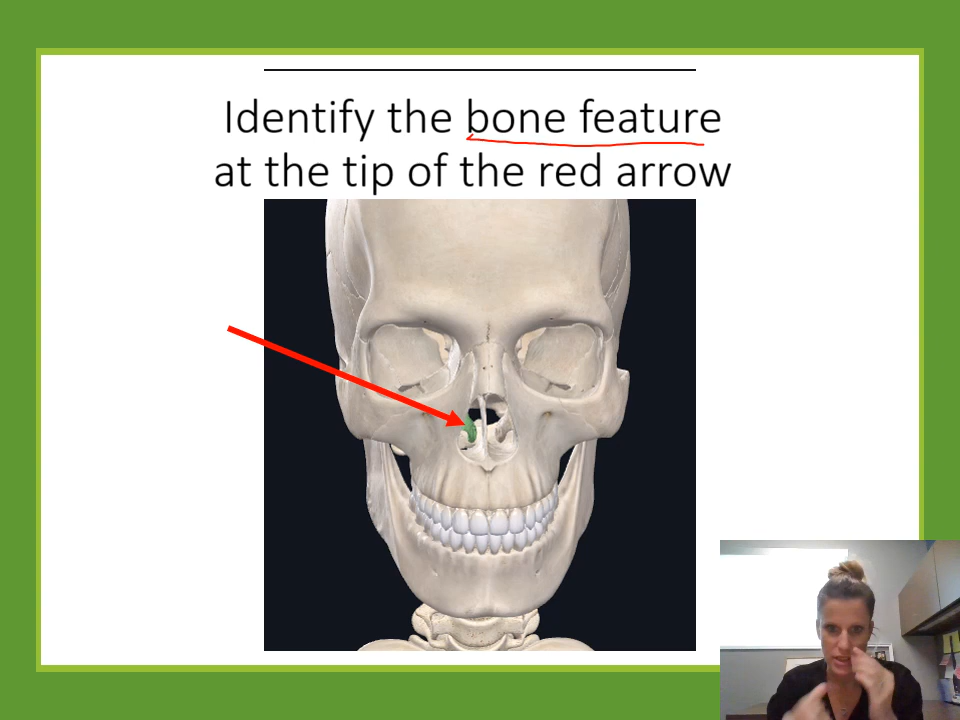 Identify the bone feature
at the tip of the red arrow